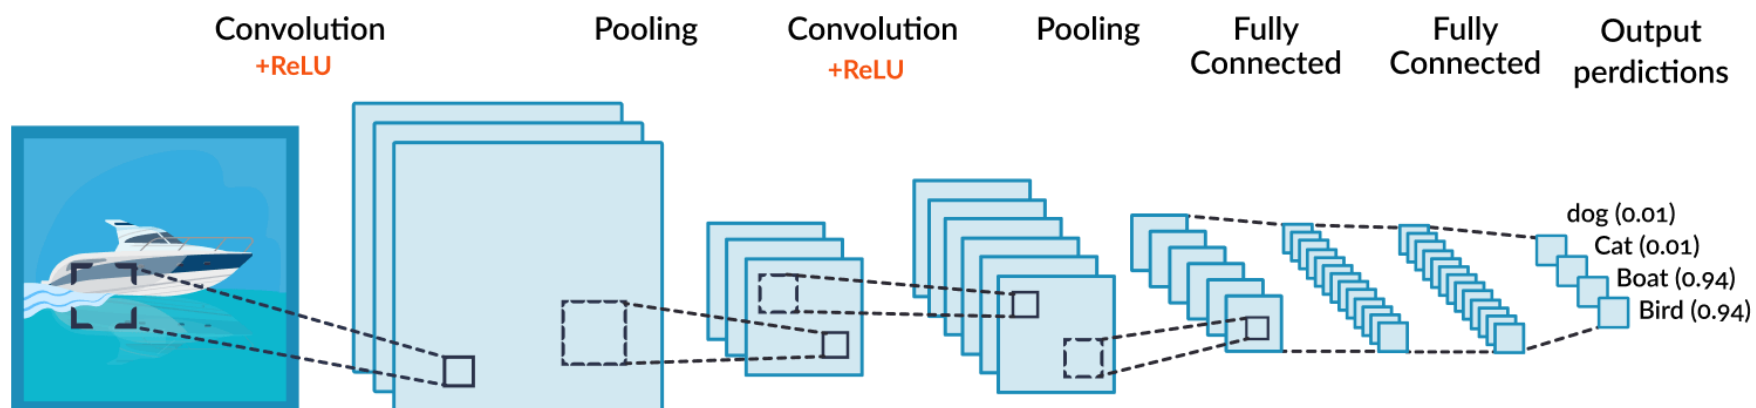 Convolution
+ReLU
Pooling
Convolution
+ReLU
Pooling
Fully
Connected
Fully
Connected
Output
perdictions
dog (0.01)
Cat (0.01)
Boat (0.94)
Bird (0.94)